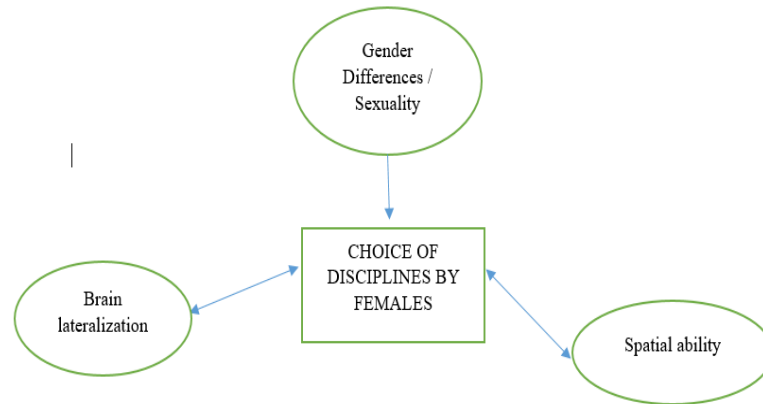 Gender
Differences /
Sexuality
CHOICE OF
DISCIPLINES BY
FEMALES
Brain
lateralization
Spatial ability